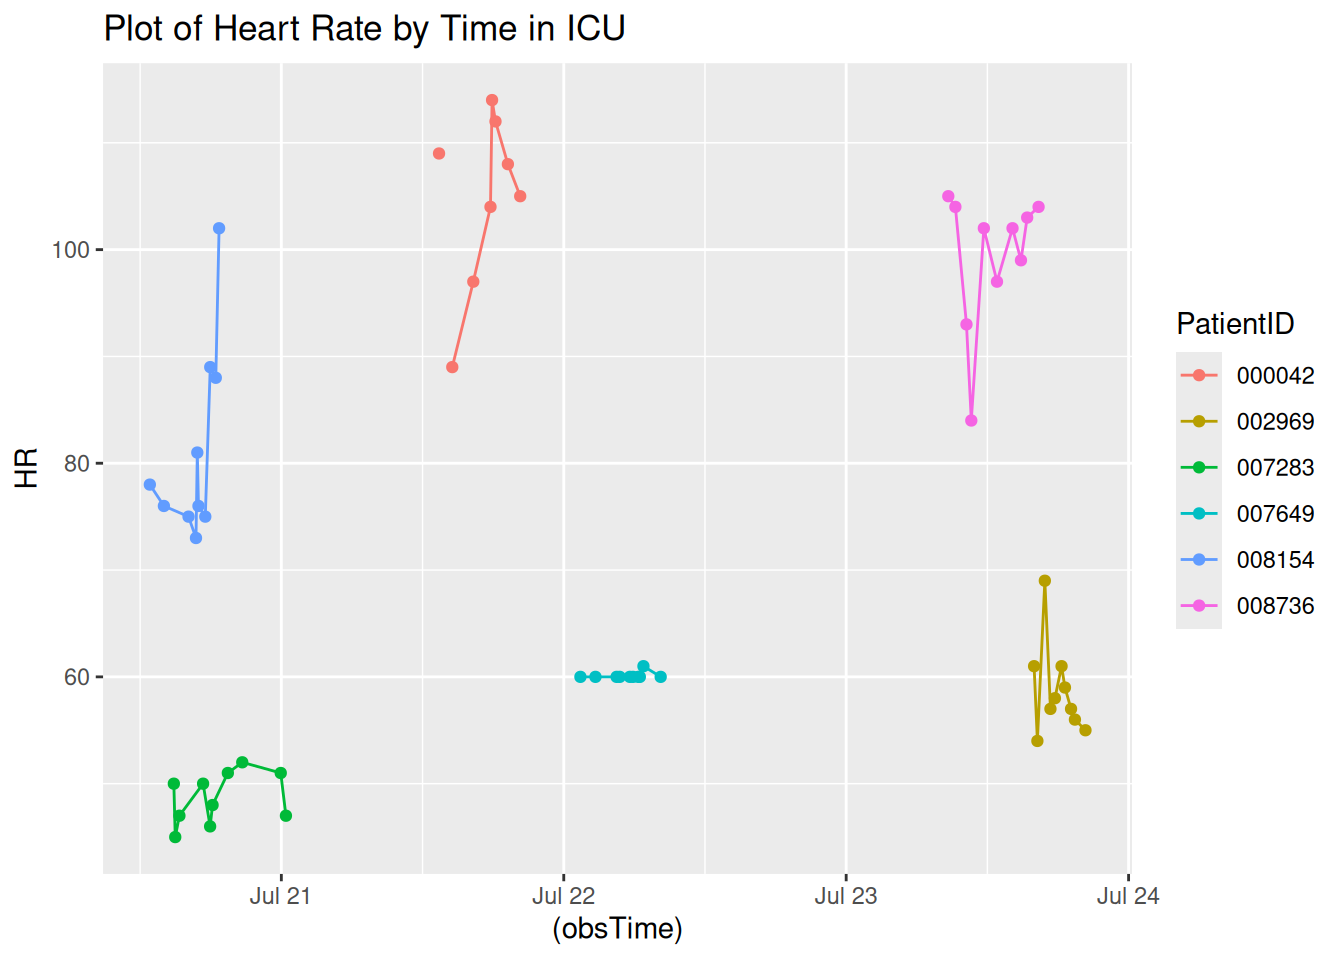 Plot of Heart Rate by Time in ICU
HR
100
80
60
Jul 21
Jul 22
Jul 23
Jul 24
(obsTime)
PatientID
000042
002969
007283
007649
008154
008736